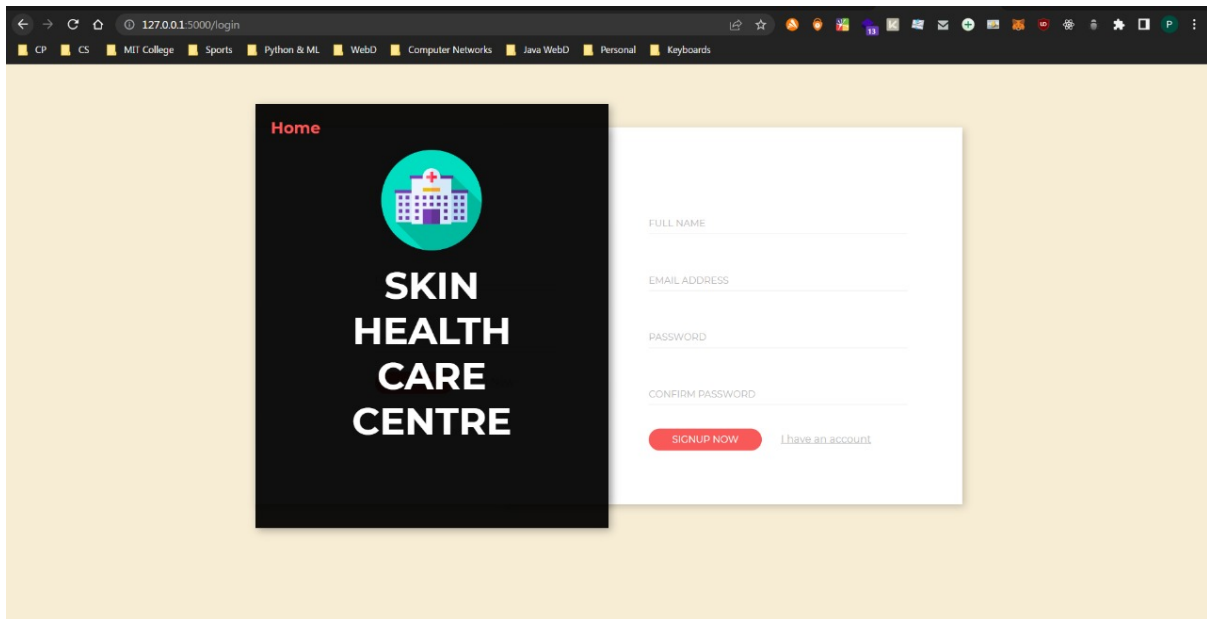 127.0.0.1:5000/login
13
P
CP CS MIT College Sports Python & ML WebD Computer Networks Java WebD Personal Keyboards
Home
SKIN
HEALTH
CARE
CENTRE
FULL NAME
EMAIL ADDRESS
PASSWORD
CONFIRM PASSWORD
SIGNUP NOW I have an account